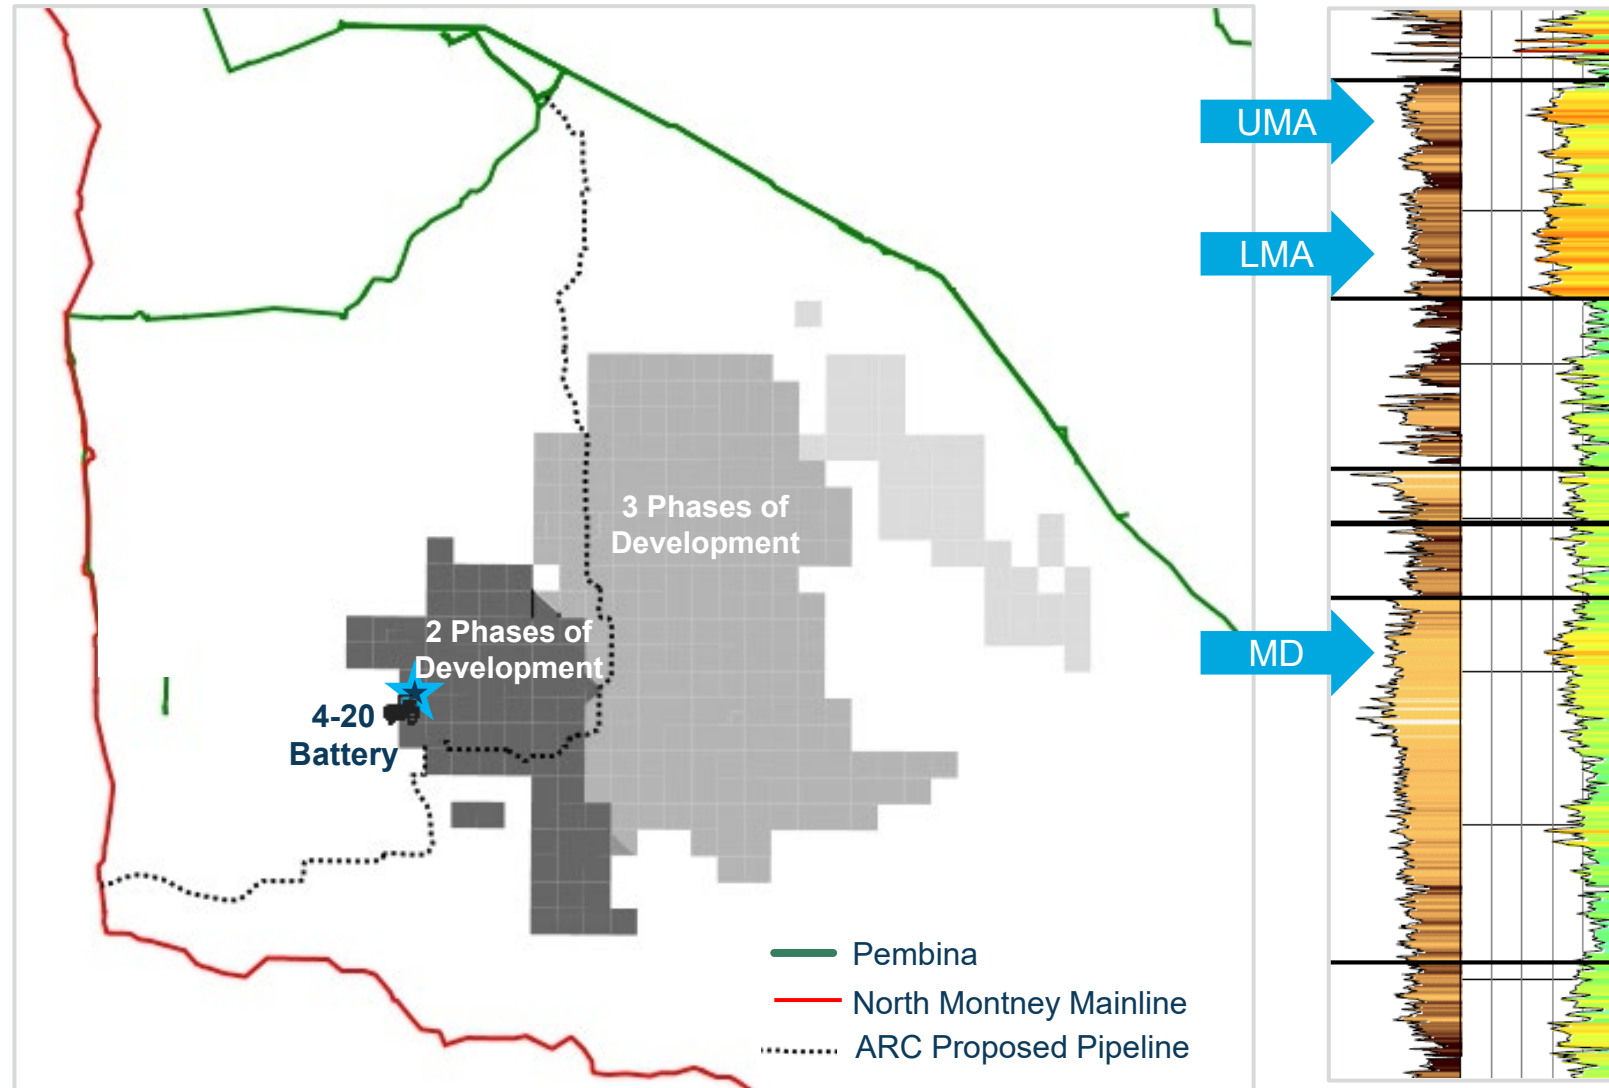 UMA
LMA
3 Phases of
Development
2 Phases of
Development
MD
4-20
Battery
Pembina
North Montney Mainline
ARC Proposed Pipeline